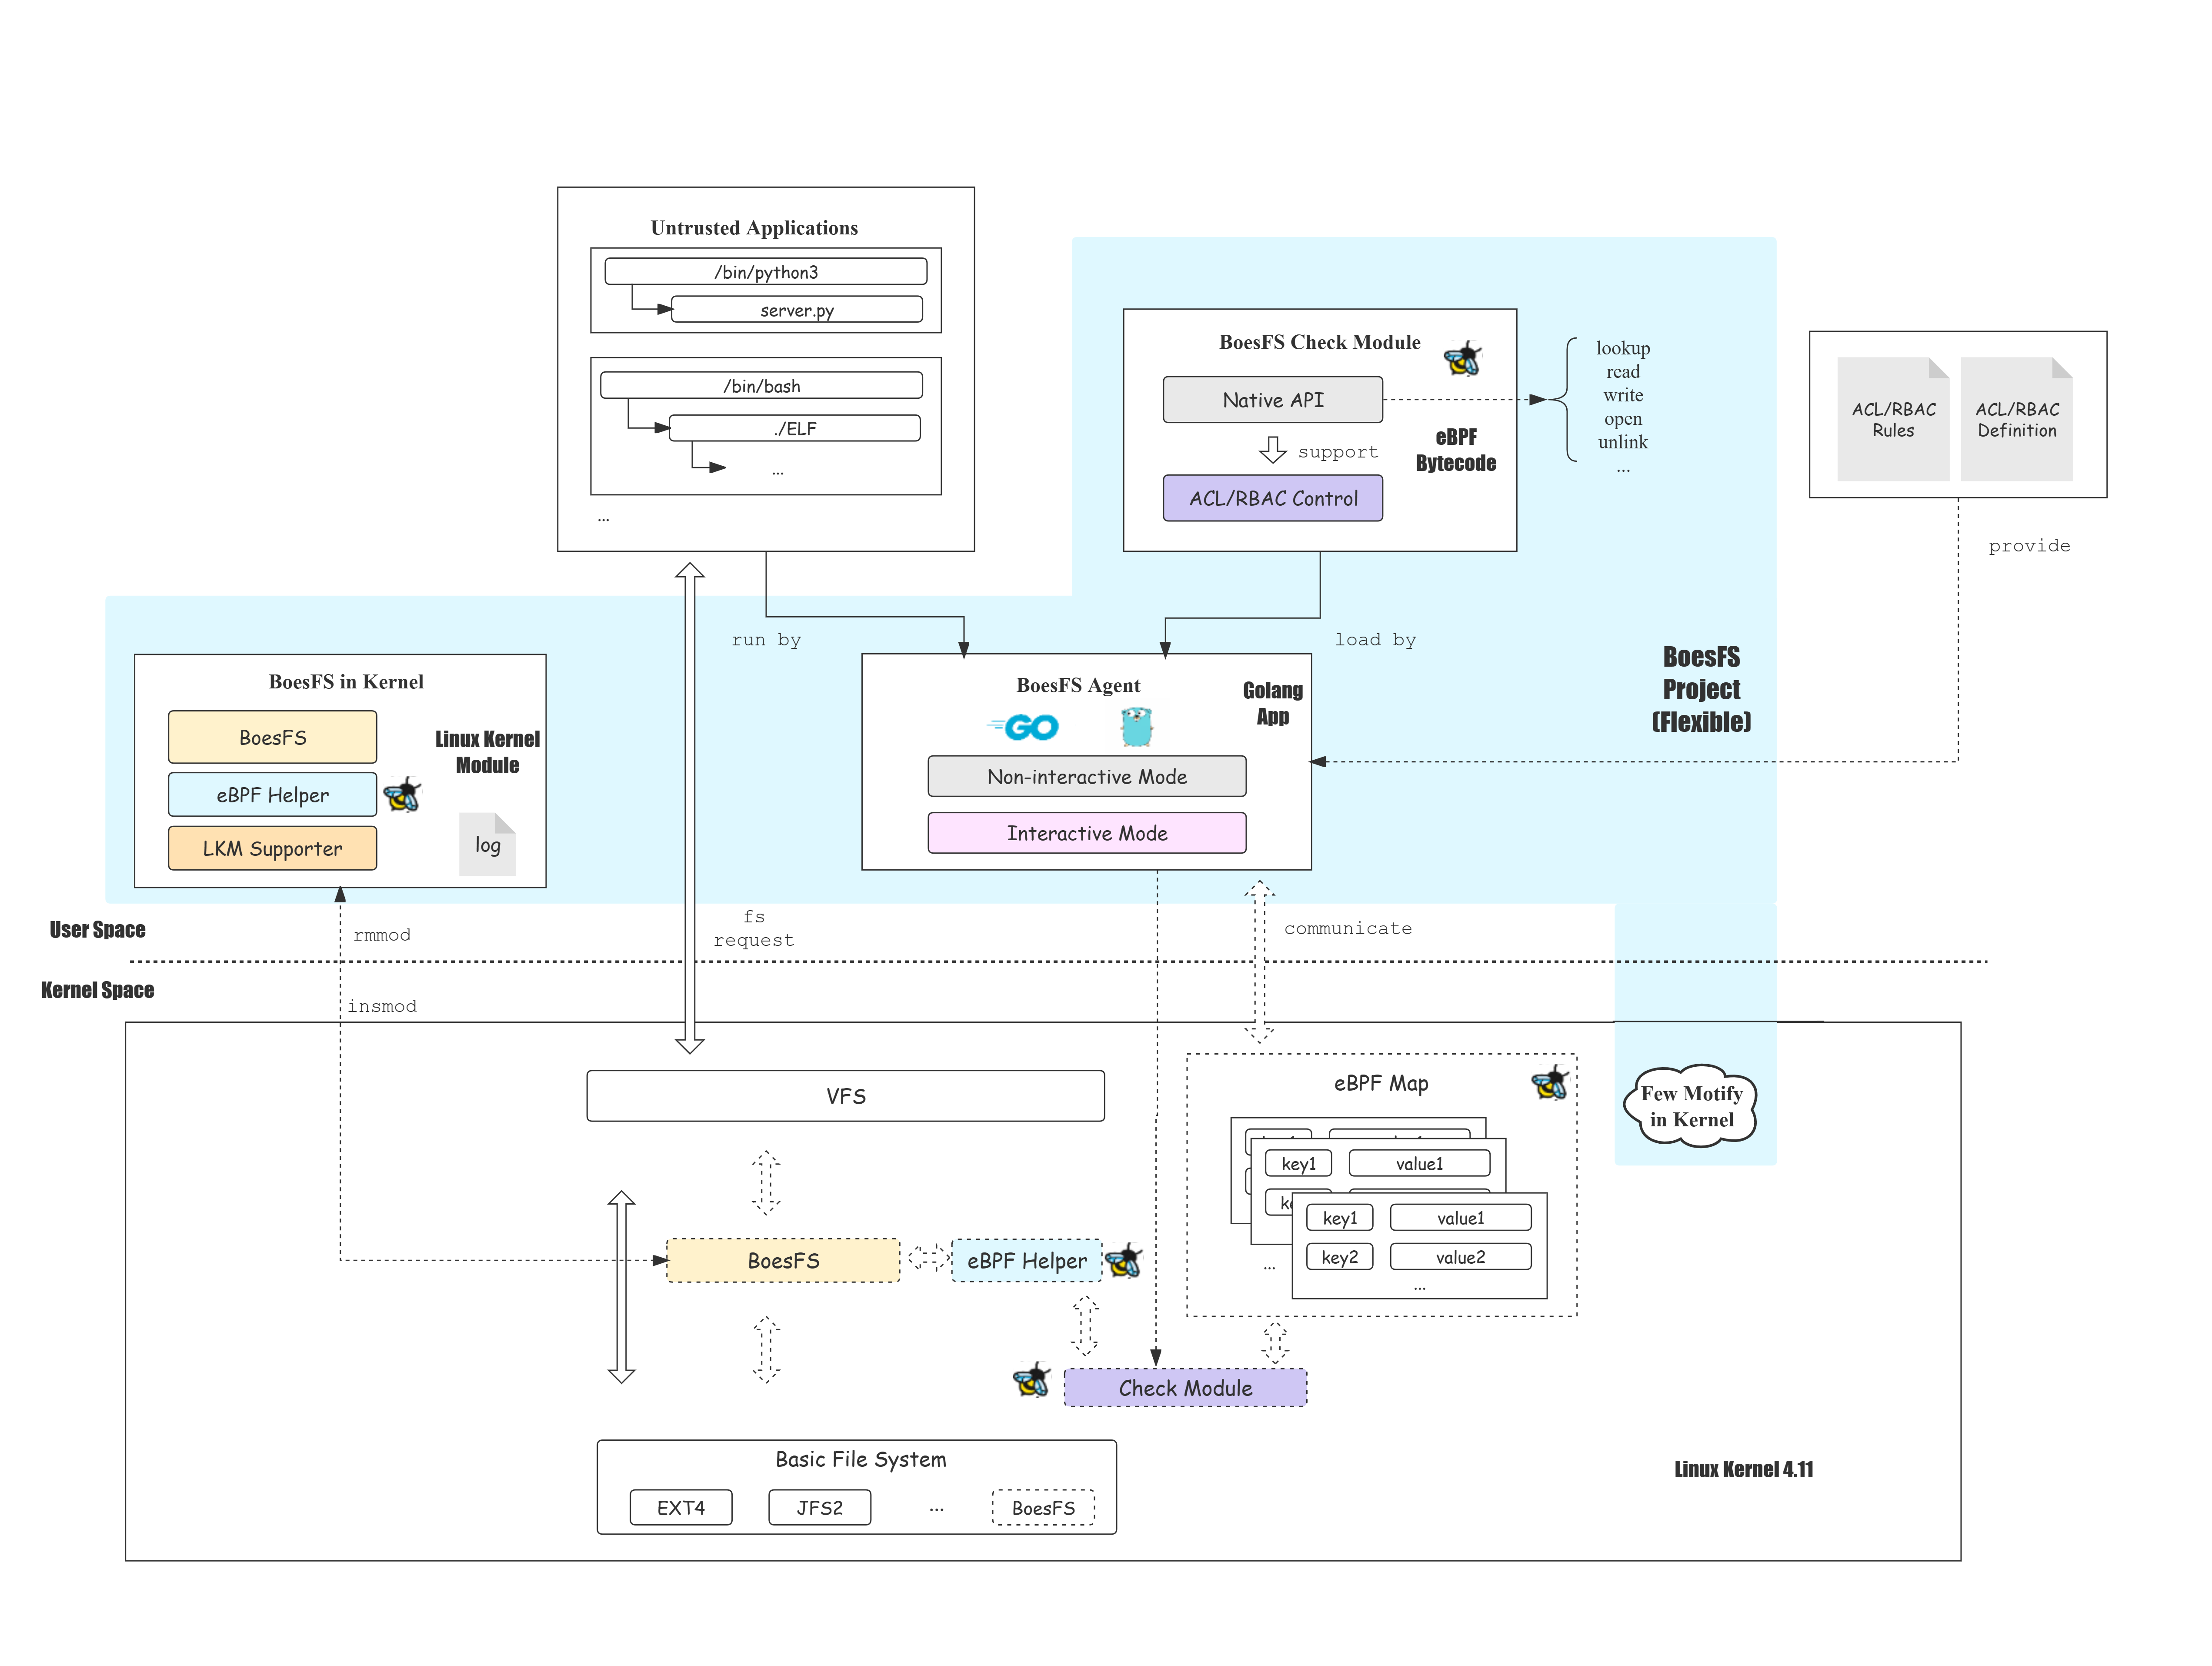 Untrusted Applications
/bin/python3
server.py
/bin/bash
./ELF
...
...
BoesFS Check Module
Native API
support
ACL/RBAC Control
eBPF
Bytecode
lookup
read
write
open
unlink
...
ACL/RBAC
Rules
ACL/RBAC
Definition
provide
run by
load by
BoesFS in Kernel
BoesFS
eBPF Helper
LKM Supporter
Linux Kernel
Module
log
BoesFS Agent
GO
Golang
App
Non-interactive Mode
Interactive Mode
BoesFS
Project
(Flexible)
User Space
rmmod
fs
request
communicate
Kernel Space
insmod
VFS
eBPF Map
key1
value1
key1
value1
key2
value2
...
...
Few Motify
in Kernel
BoesFS
eBPF Helper
Check Module
Basic File System
EXT4
JFS2
...
BoesFS
Linux Kernel 4.11